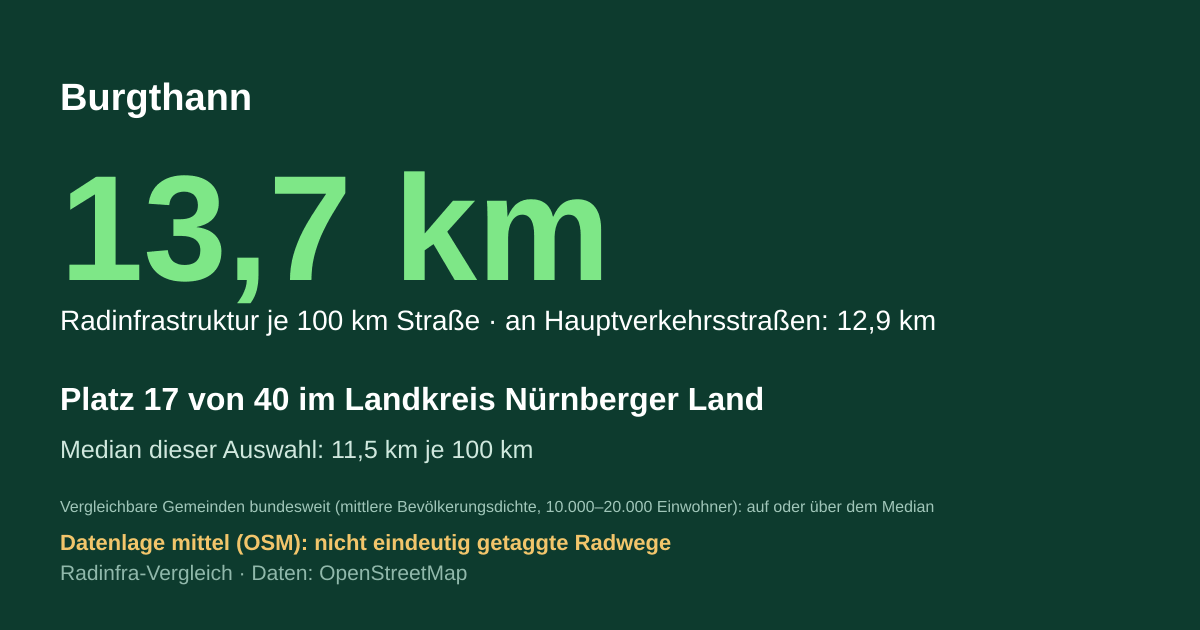 Burgthann
13,7 km
Radinfrastruktur je 100 km Straße · an Hauptverkehrsstraßen: 12,9 km
Platz 17 von 40 im Landkreis Nürnberger Land
Median dieser Auswahl: 11,5 km je 100 km
Vergleichbare Gemeinden bundesweit (mittlere Bevölkerungsdichte, 10.000–20.000 Einwohner): auf oder über dem Median
Datenlage mittel (OSM): nicht eindeutig getaggte Radwege
Radinfra-Vergleich · Daten: OpenStreetMap